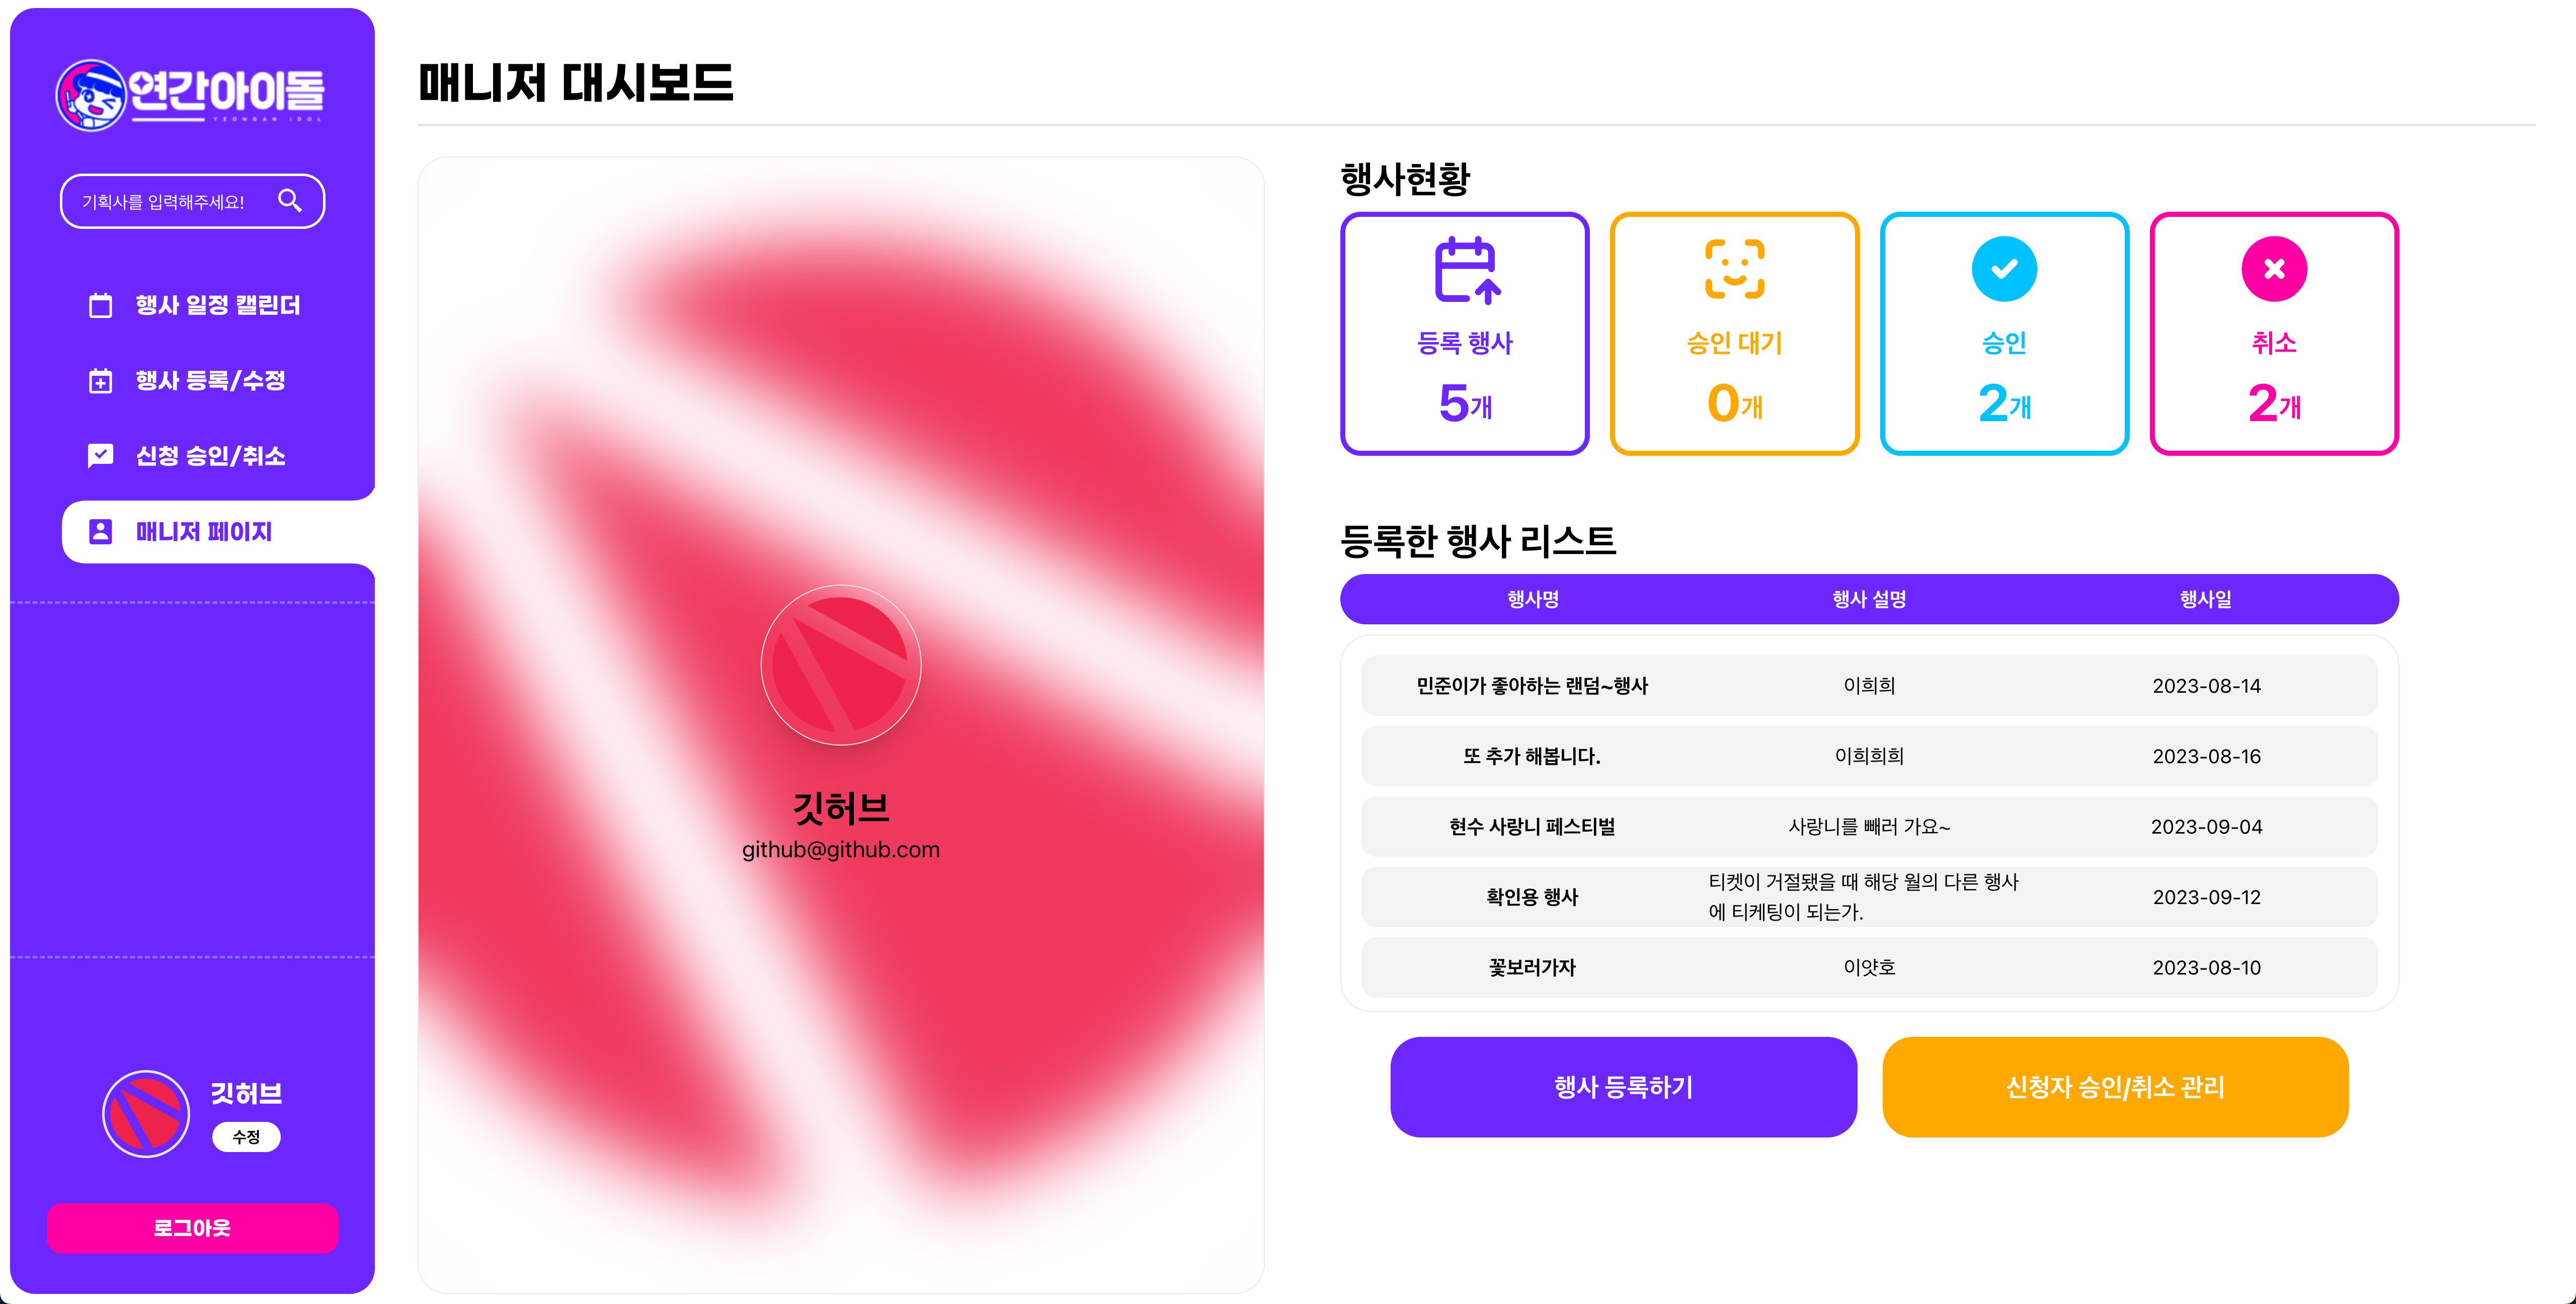 연간아이돌
YEONGAN IDOL
기획사를 입력해주세요!
행사 일정 캘린더
행사 등록/수정
신청 승인/취소
매니저 페이지
깃허브
수정
로그아웃
매니저 대시보드
깃허브
github@github.com
행사현황
등록 행사
5개
승인 대기
0개
승인
2개
취소
2개
등록한 행사 리스트
행사명 행사 설명 행사일
민준이가 좋아하는 랜덤~행사 이희희 2023-08-14
또 추가 해봅니다. 이희희희 2023-08-16
현수 사랑니 페스티벌 사랑니를 빼러 가요~ 2023-09-04
확인용 행사 티켓이 거절됐을 때 해당 월의 다른 행사
에 티케팅이 되는가. 2023-09-12
꽃보러가자 이얏호 2023-08-10
행사 등록하기
신청자 승인/취소 관리